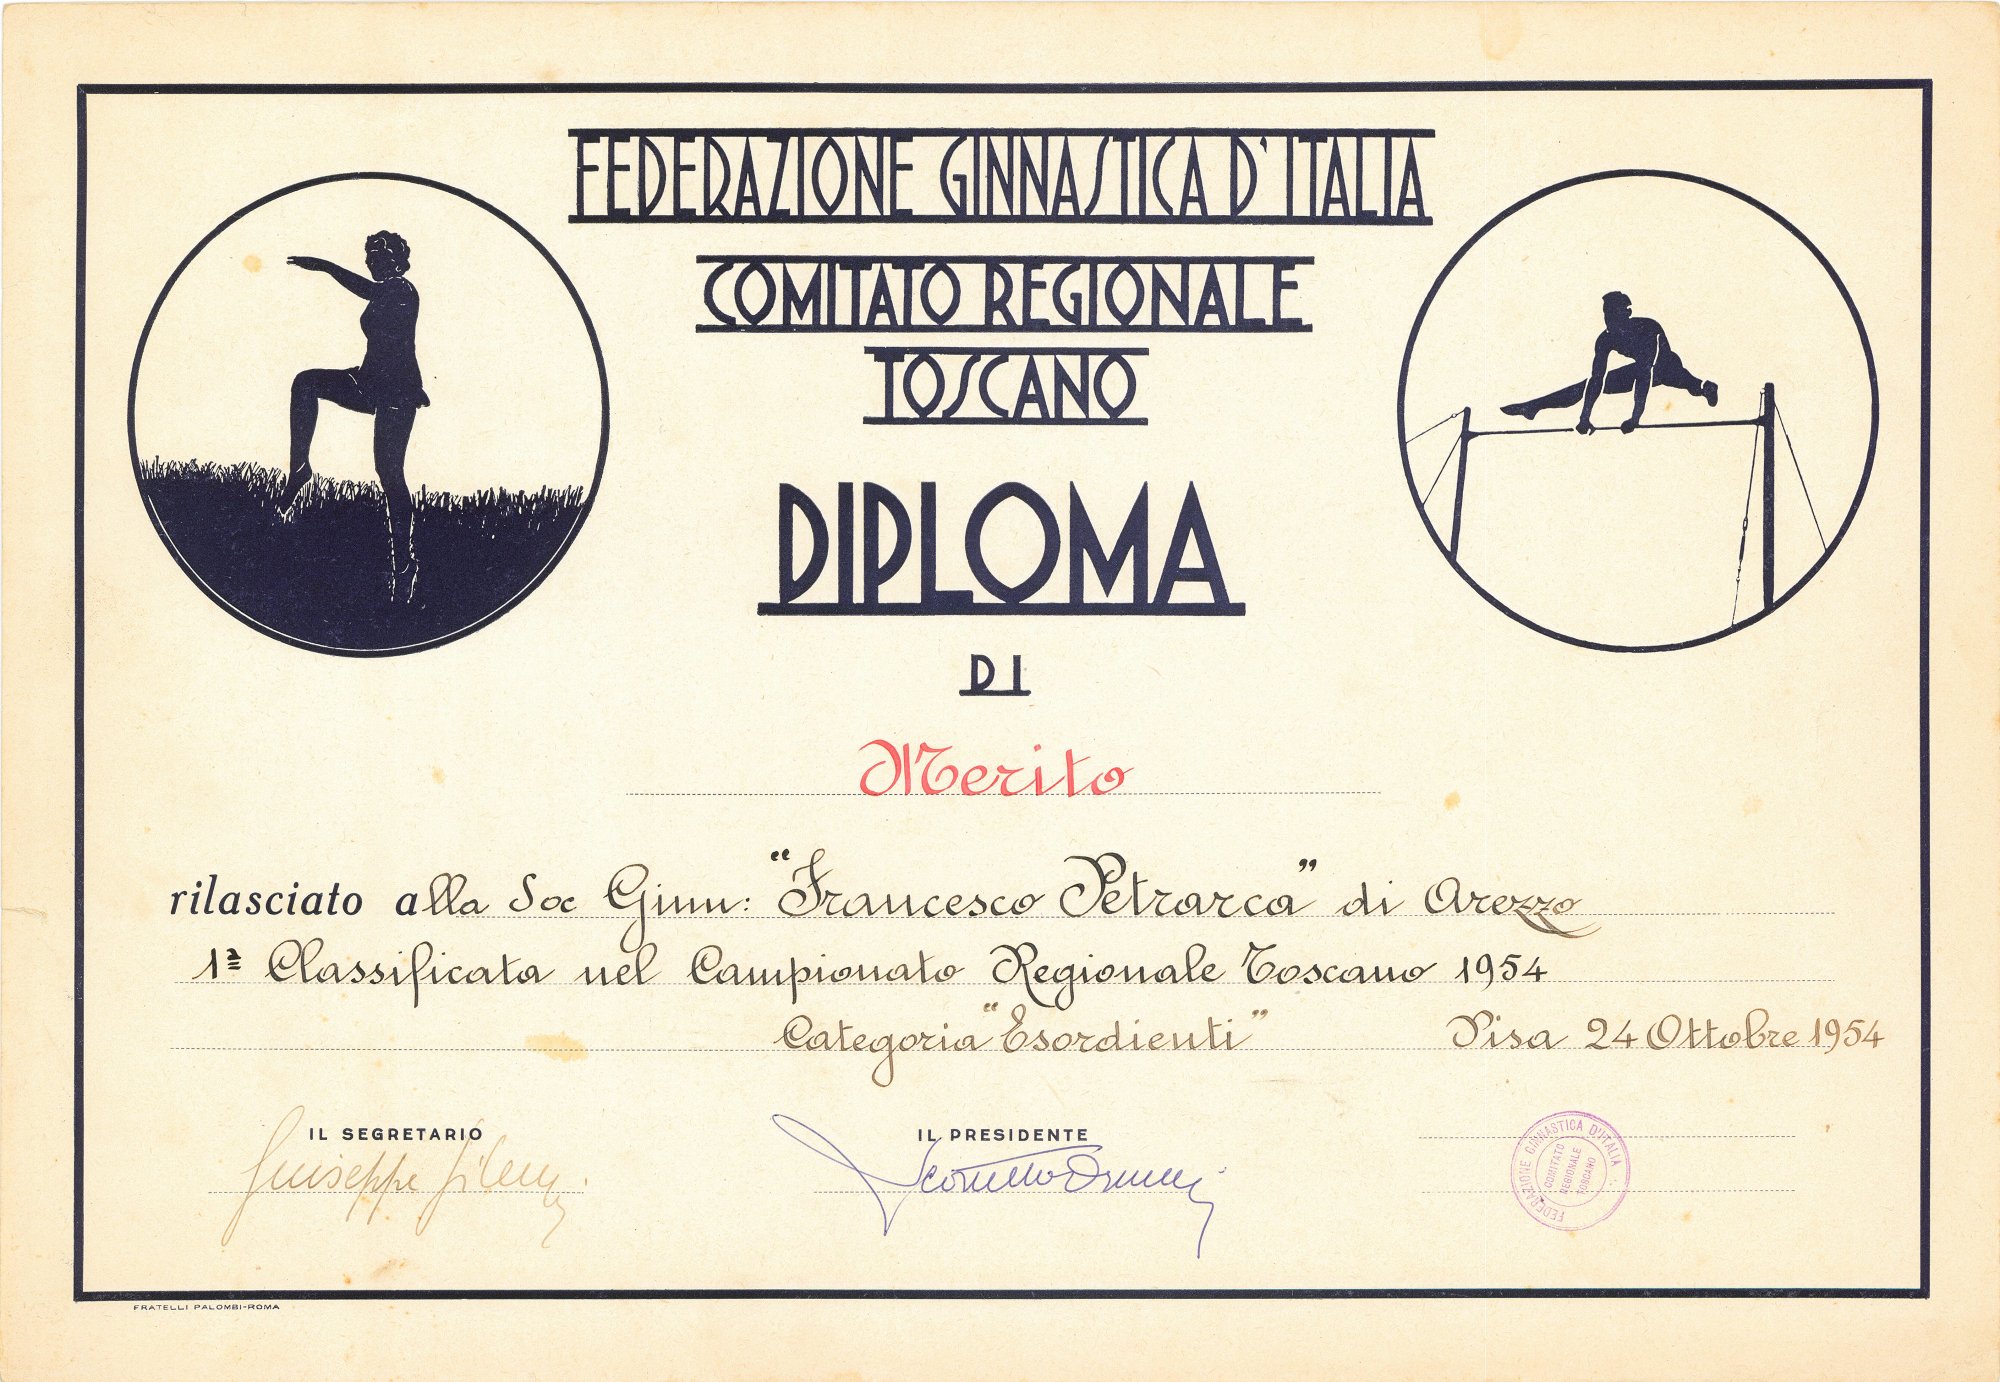 FEDERAZIONE GINNASTICA D'ITALIA
COMITATO REGIONALE
TOSCANO
DIPLOMA
DI
Merito
rilasciato alla Soc Ginn: "Francesco Petrarca" di Arezzo
1ª Classificata nel Campionato Regionale Toscano 1954
Categoria "Esordienti" Pisa 24 Ottobre 1954
IL SEGRETARIO
Giuseppe
IL PRESIDENTE
FEDERAZIONE GINNASTICA D'ITALIA
COMITATO
REGIONALE
TOSCANO
FRATELLI PALOMBI-ROMA